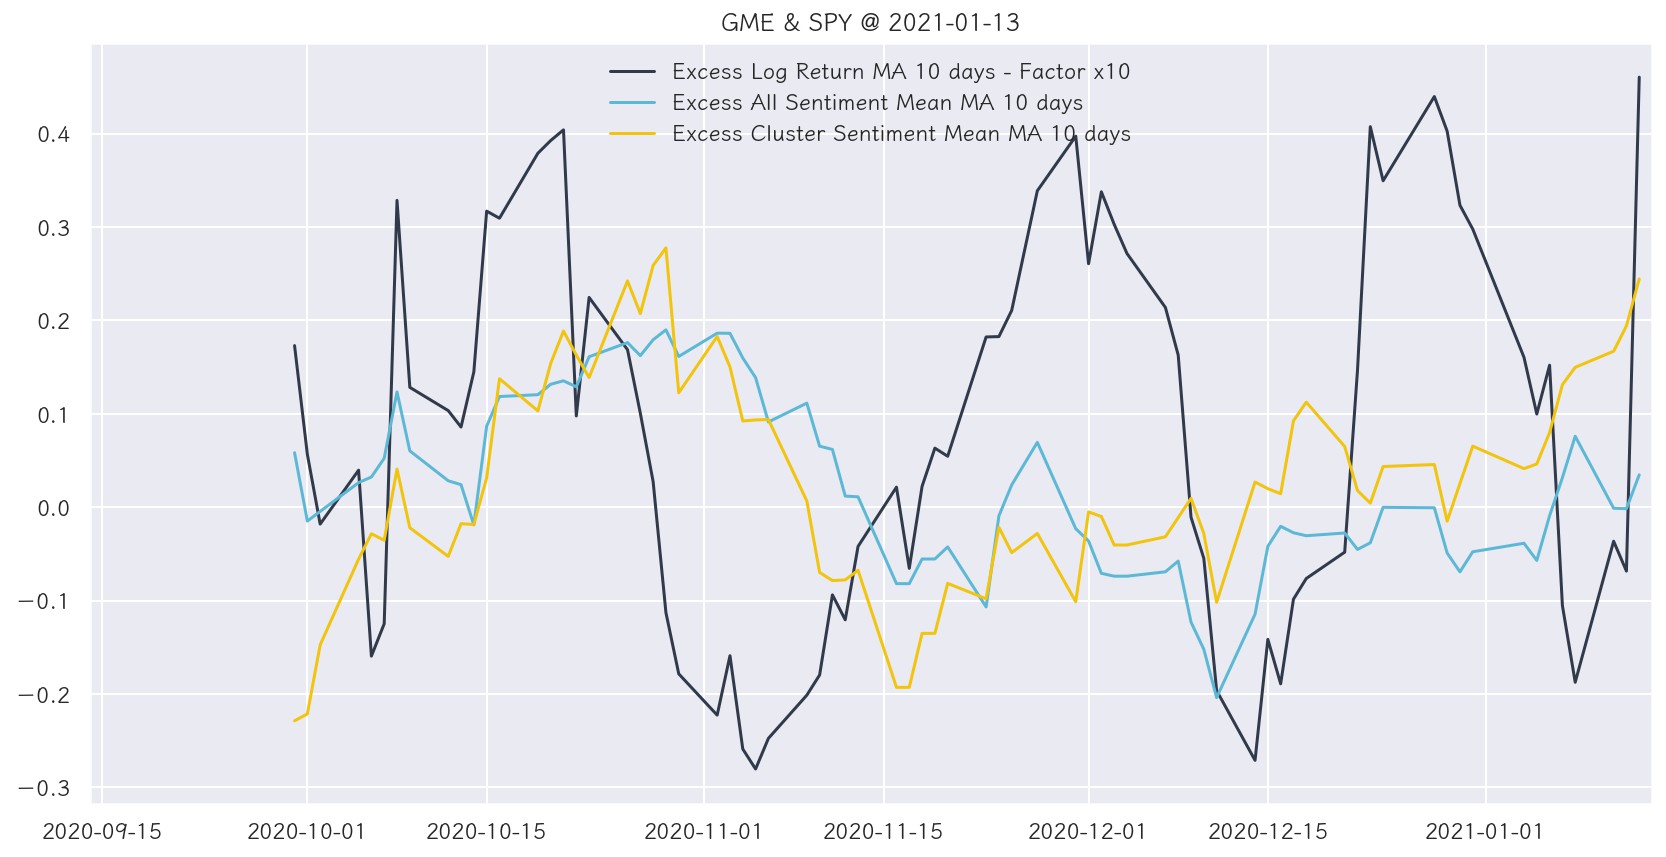 GME & SPY @ 2021-01-13
Excess Log Return MA 10 days - Factor x10
Excess All Sentiment Mean MA 10 days
Excess Cluster Sentiment Mean MA 10 days
0.4
0.3
0.2
0.1
0.0
−0.1
−0.2
−0.3
2020-09-15 2020-10-01 2020-10-15 2020-11-01 2020-11-15 2020-12-01 2020-12-15 2021-01-01